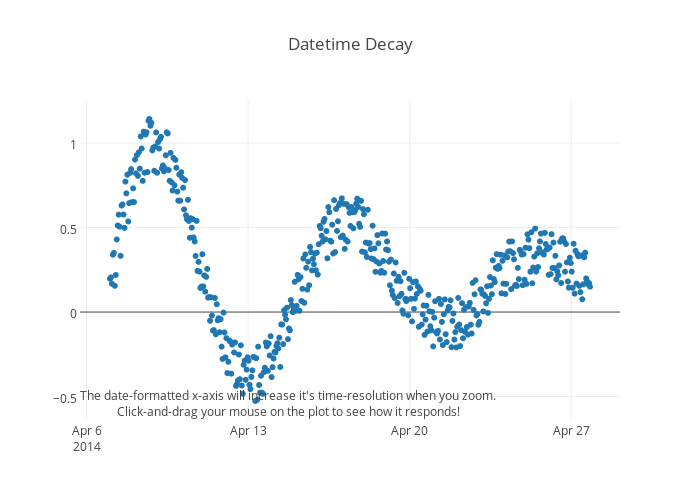 Datetime Decay
1
0.5
0
−0.5
The date-formatted x-axis will increase it's time-resolution when you zoom.
Click-and-drag your mouse on the plot to see how it responds!
Apr 6
2014
Apr 13
Apr 20
Apr 27